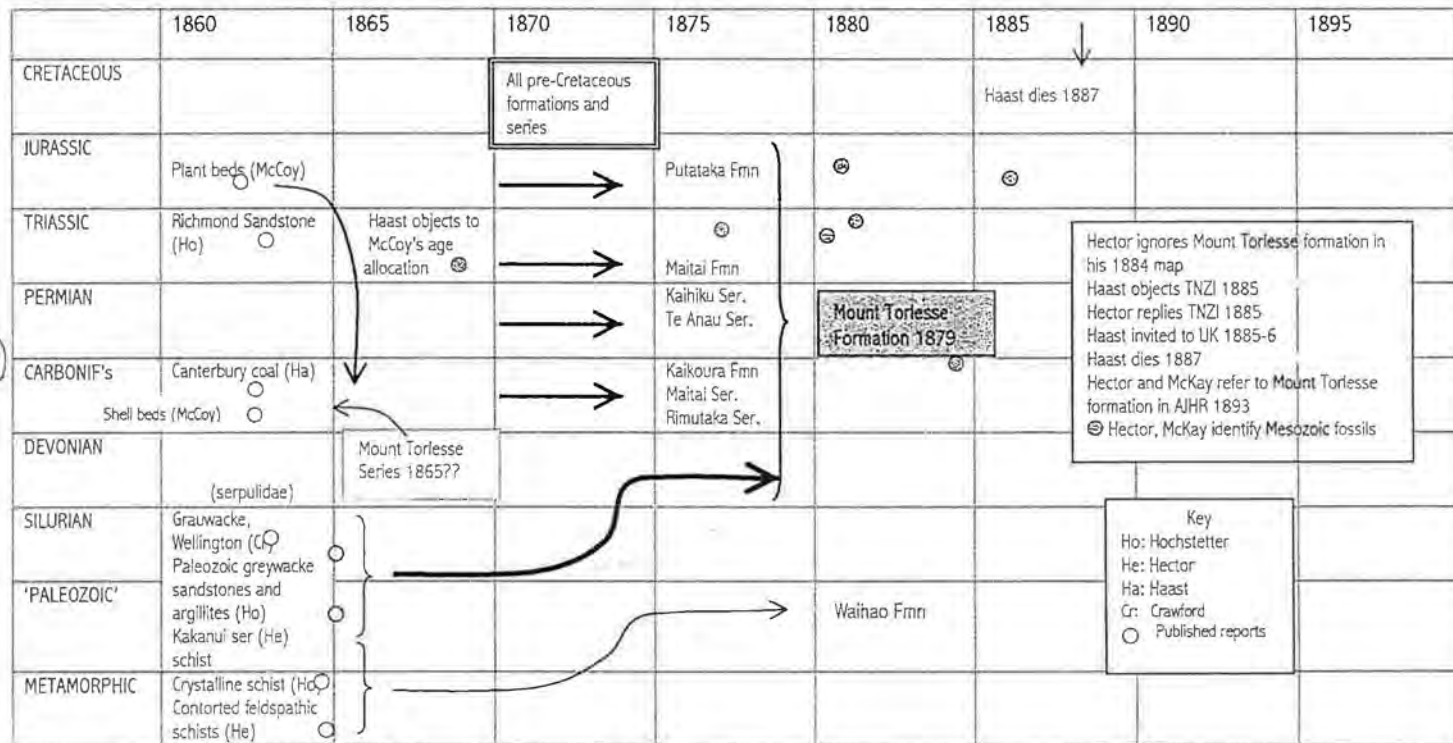 1860 1865 1870 1875 1880 1885 1890 1895
CRETACEOUS
All pre-Cretaceous
formations and
series
Haast dies 1887
JURASSIC
Plant beds (McCoy)
Putataka Fmn
TRIASSIC
Richmond Sandstone
(Ho)
Haast objects to
McCoy's age
allocation
Maitai Fmn
PERMIAN
Kaihiku Ser.
Te Anau Ser.
Mount Torlesse
Formation 1879
Hector ignores Mount Torlesse formation in
his 1884 map
Haast objects TNZI 1885
Hector replies TNZI 1885
Haast invited to UK 1885-6
Haast dies 1887
Hector and McKay refer to Mount Torlesse
formation in AJHR 1893
Hector, McKay identify Mesozoic fossils
CARBONIF's
Canterbury coal (Ha)
Shell beds (McCoy)
Kaikoura Fmn
Maitai Ser.
Rimutaka Ser.
DEVONIAN
Mount Torlesse
Series 1865??
(serpulidae)
SILURIAN
Grauwacke,
Wellington (Cr)
Paleozoic greywacke
sandstones and
argillites (Ho)
Kakanui ser (He)
schist
'PALEOZOIC'
Waihao Fmn
METAMORPHIC
Crystalline schist (Ho)
Contorted feldspathic
schists (He)
Key
Ho: Hochstetter
He: Hector
Ha: Haast
Cr: Crawford
Published reports